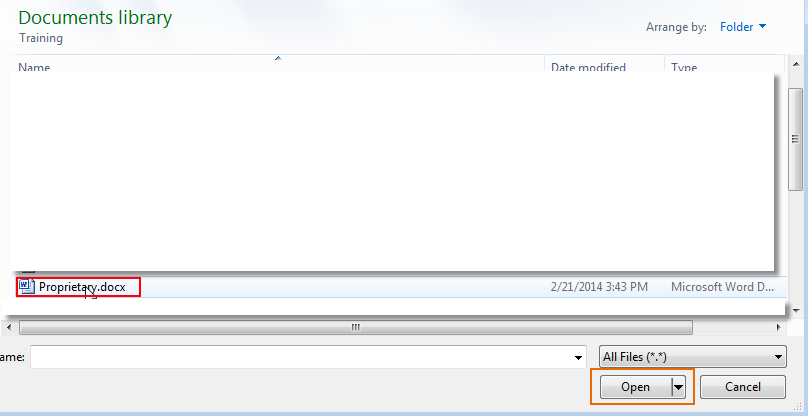 Documents library
Training
Arrange by: Folder
Name Date modified Type
Proprietary.docx 2/21/2014 3:43 PM Microsoft Word D...
ame: All Files (*.*)
Open Cancel